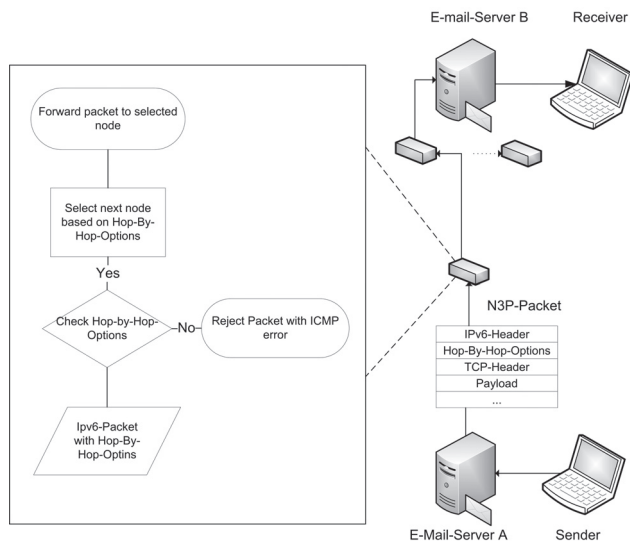 E-mail-Server B
Receiver
Forward packet to selected
node
Select next node
based on Hop-By-
Hop-Options
Yes
Check Hop-by-Hop-
Options
No
Reject Packet with ICMP
error
Ipv6-Packet
with Hop-By-
Hop-Optins
N3P-Packet
IPv6-Header
Hop-By-Hop-Options
TCP-Header
Payload
...
E-Mail-Server A
Sender